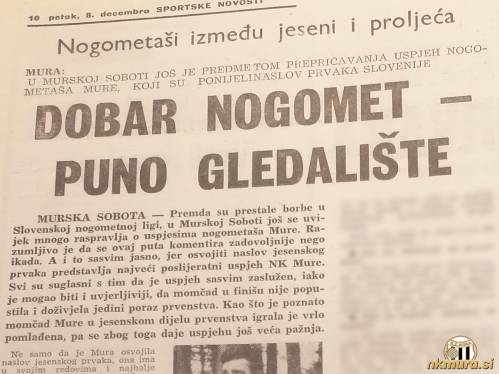 10 petak, 8. decembra SPORTSKE NOVOSTI
Nogometaši između jeseni i proljeća
MURA:
U MURSKOJ SOBOTI JOŠ JE PREDMETOM PREPRIČAVANJA USPJEH NOGO-
METAŠA MURE, KOJI SU PONIJELI NASLOV PRVAKA SLOVENIJE
DOBAR NOGOMET —
PUNO GLEDALIŠTE
MURSKA SOBOTA — Premda su prestale borbe u
Slovenskoj nogometnoj ligi, u Murskoj Soboti još se uvi-
jek mnogo raspravlja o uspjesima nogometaša Mure. Ra-
zumljivo je da se ovaj puta komentira zadovoljnije nego
ikada. A i to sasvim jasno, jer osvojiti naslov jesenskog
prvaka predstavlja najveći poslijeratni uspjeh NK Mure.
Svi su suglasni s tim da je uspjeh sasvim zaslužen, iako
je mogao biti i uvjerljiviji, da momčad u finišu nije popu-
stila i doživjela jedini poraz prvenstva. Kao što je poznato
momčad Mure u jesenskom dijelu prvenstva igrala je vrlo
pomlađena, pa se zbog toga daje uspjehu još veća pažnja.
Ne samo da je Mura osvojila
naslov jesenskog prvaka, ona ima
u svojim redovima i najbolje
nkmura.si